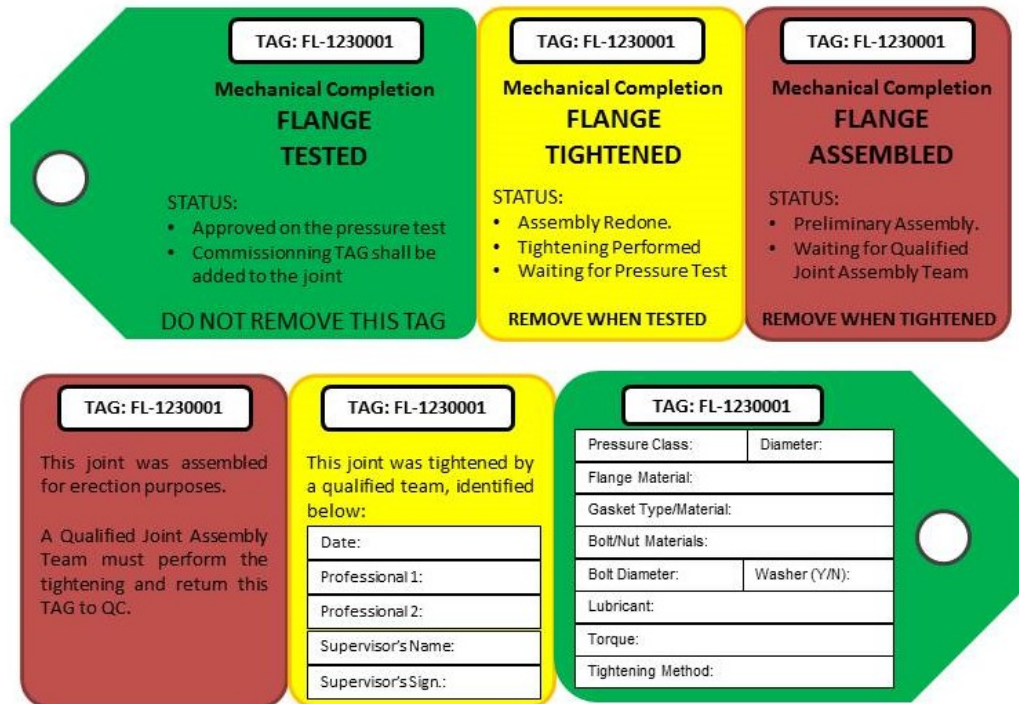 TAG: FL-1230001
Mechanical Completion
FLANGE
TESTED
STATUS:
• Approved on the pressure test
• Commissionning TAG shall be
added to the joint
DO NOT REMOVE THIS TAG
TAG: FL-1230001
Mechanical Completion
FLANGE
TIGHTENED
STATUS:
• Assembly Redone.
• Tightening Performed
• Waiting for Pressure Test
REMOVE WHEN TESTED
TAG: FL-1230001
Mechanical Completion
FLANGE
ASSEMBLED
STATUS:
• Preliminary Assembly.
• Waiting for Qualified
Joint Assembly Team
REMOVE WHEN TIGHTENED
TAG: FL-1230001
This joint was assembled
for erection purposes.
A Qualified Joint Assembly
Team must perform the
tightening and return this
TAG to QC.
TAG: FL-1230001
This joint was tightened by
a qualified team, identified
below:
Date:
Professional 1:
Professional 2:
Supervisor's Name:
Supervisor's Sign.:
TAG: FL-1230001
Pressure Class: Diameter:
Flange Material:
Gasket Type/Material:
Bolt/Nut Materials:
Bolt Diameter: Washer (Y/N):
Lubricant:
Torque:
Tightening Method: